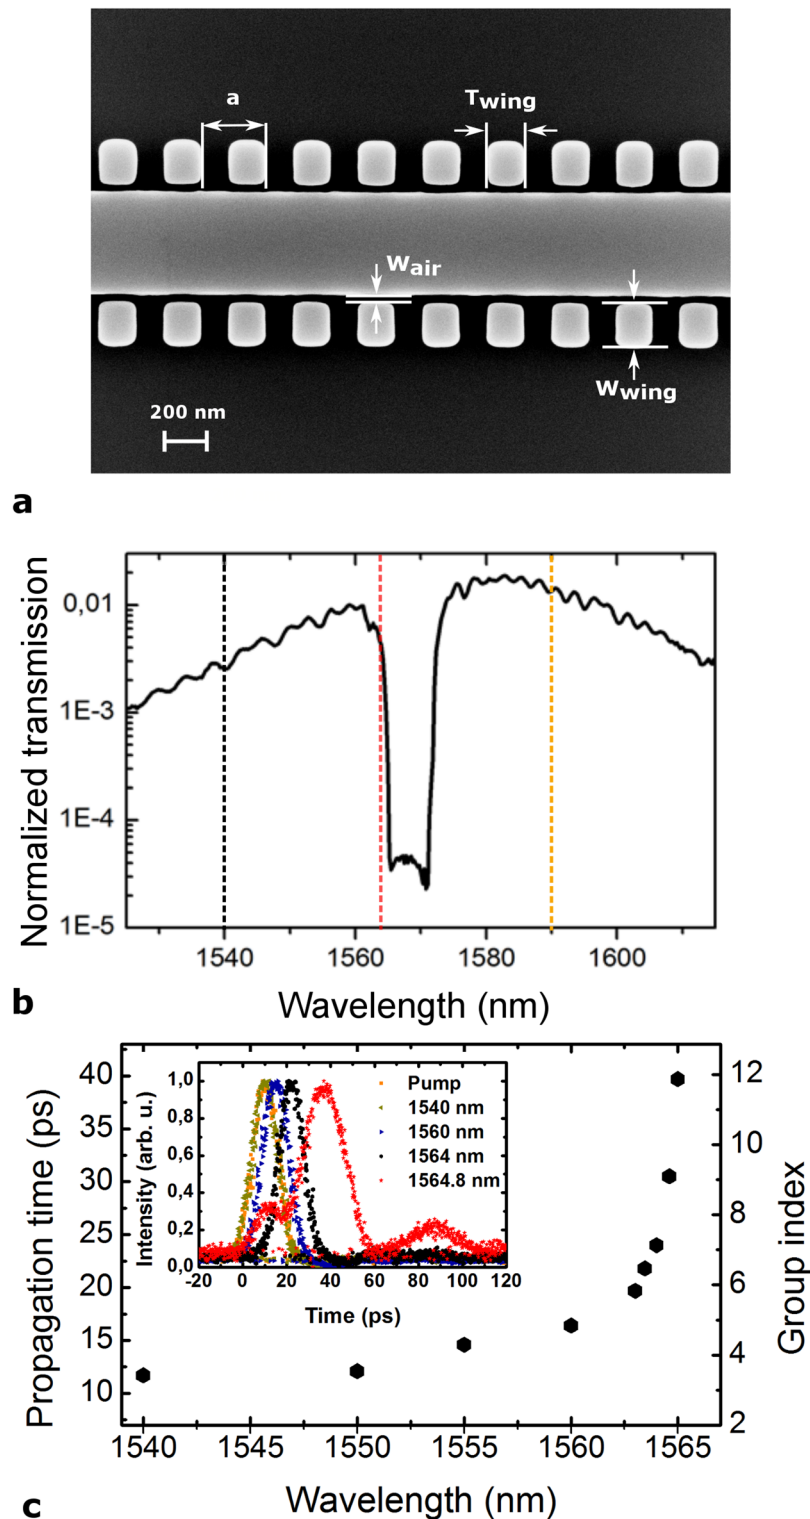 a
Twing
Wair
Wwing
200 nm
a
Normalized transmission
0,01
1E-3
1E-4
1E-5
1540
1560
1580
1600
Wavelength (nm)
b
Propagation time (ps)
40
35
30
25
20
15
10
Intensity (arb. u.)
1,0
0,8
0,6
0,4
0,2
0,0
-20
0
20
40
60
80
100
120
Time (ps)
Pump
1540 nm
1560 nm
1564 nm
1564.8 nm
12
10
8
6
4
2
Group index
1540
1545
1550
1555
1560
1565
Wavelength (nm)
c